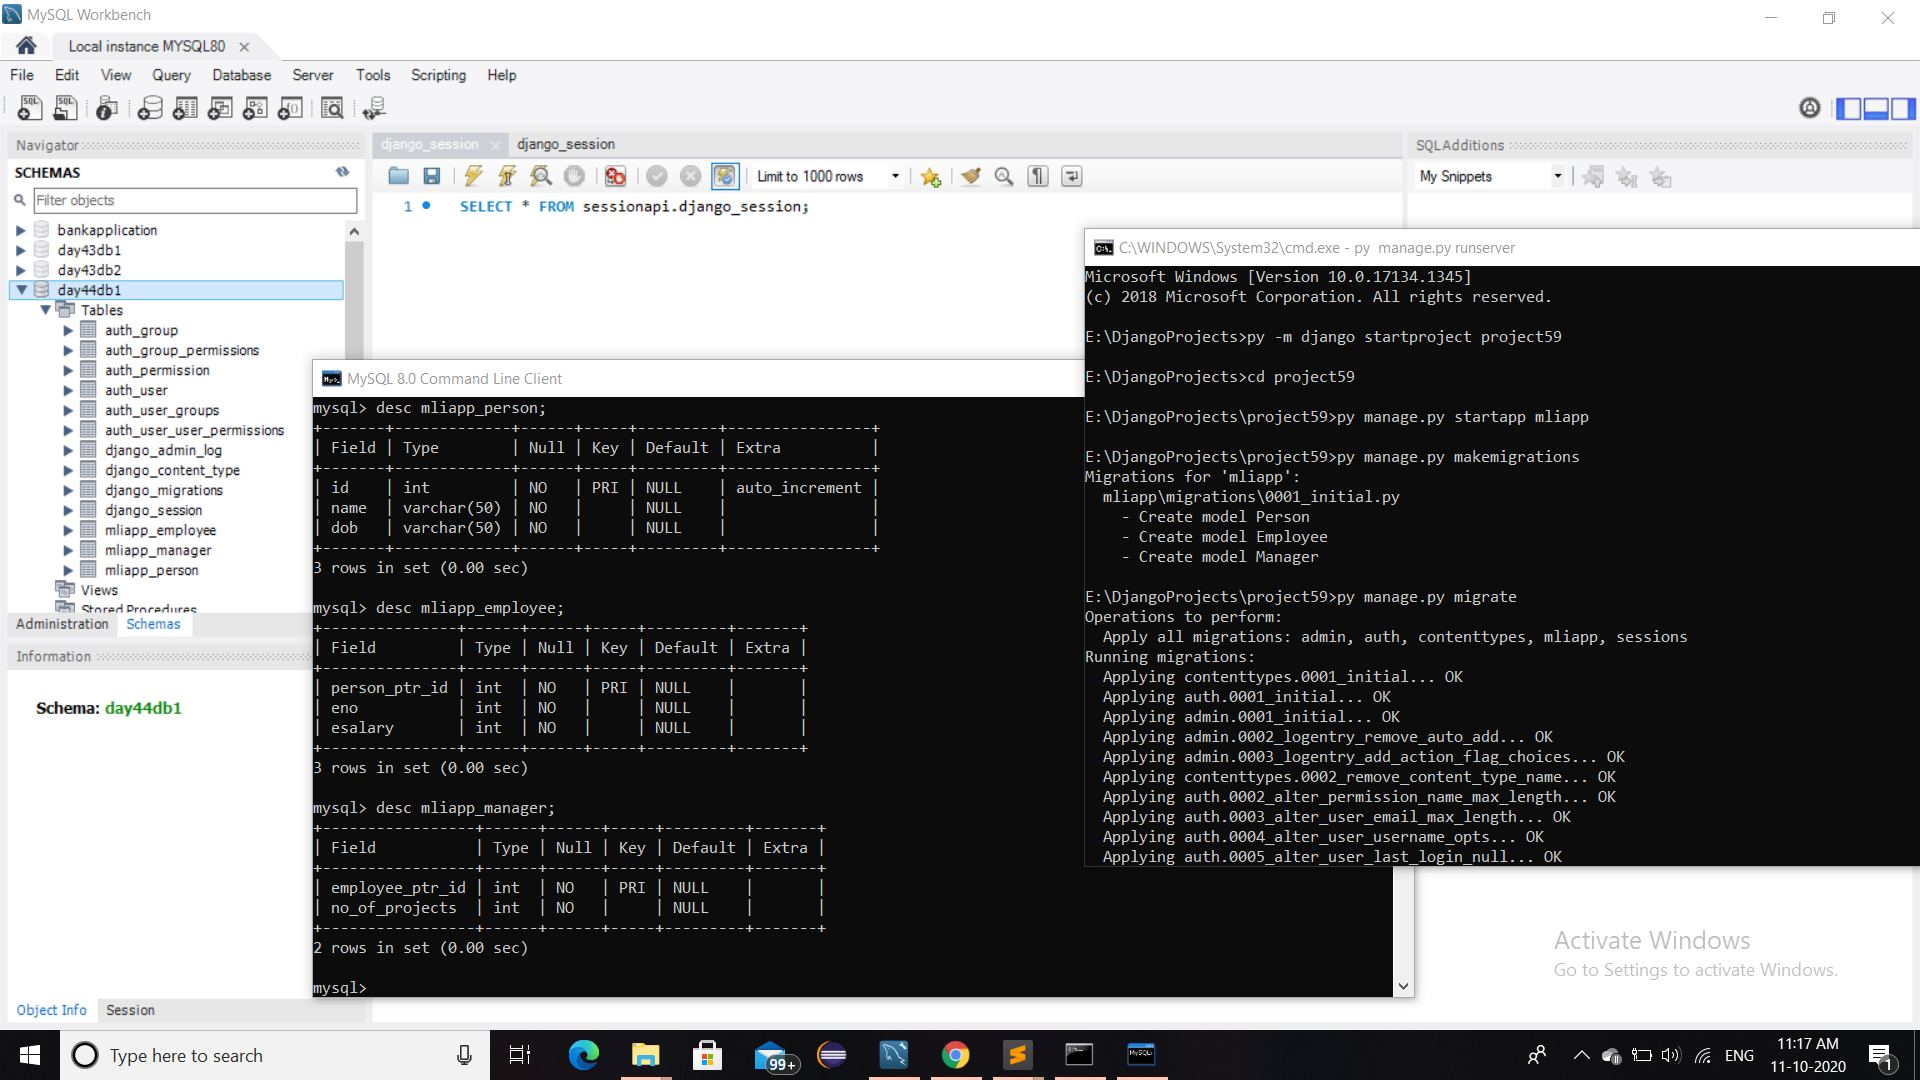 MySQL Workbench
Local instance MYSQL80
File Edit View Query Database Server Tools Scripting Help
Navigator
SCHEMAS
Filter objects
bankapplication
day43db1
day43db2
day44db1
Tables
auth_group
auth_group_permissions
auth_permission
auth_user
auth_user_groups
auth_user_user_permissions
django_admin_log
django_content_type
django_migrations
django_session
mliapp_employee
mliapp_manager
mliapp_person
Views
Stored Procedures
Administration Schemas
Information
Schema: day44db1
Object Info Session
django_session django_session
Limit to 1000 rows
1 SELECT * FROM sessionapi.django_session;
SQLAdditions
My Snippets
MySQL 8.0 Command Line Client
mysql> desc mliapp_person;
+-------+-------------+------+-----+---------+----------------+
| Field | Type        | Null | Key | Default | Extra          |
+-------+-------------+------+-----+---------+----------------+
| id    | int         | NO   | PRI | NULL    | auto_increment |
| name  | varchar(50) | NO   |     | NULL    |                |
| dob   | varchar(50) | NO   |     | NULL    |                |
+-------+-------------+------+-----+---------+----------------+
3 rows in set (0.00 sec)
mysql> desc mliapp_employee;
+---------------+------+------+-----+---------+-------+
| Field         | Type | Null | Key | Default | Extra |
+---------------+------+------+-----+---------+-------+
| person_ptr_id | int  | NO   | PRI | NULL    |       |
| eno           | int  | NO   |     | NULL    |       |
| esalary       | int  | NO   |     | NULL    |       |
+---------------+------+------+-----+---------+-------+
3 rows in set (0.00 sec)
mysql> desc mliapp_manager;
+-----------------+------+------+-----+---------+-------+
| Field           | Type | Null | Key | Default | Extra |
+-----------------+------+------+-----+---------+-------+
| employee_ptr_id | int  | NO   | PRI | NULL    |       |
| no_of_projects  | int  | NO   |     | NULL    |       |
+-----------------+------+------+-----+---------+-------+
2 rows in set (0.00 sec)
mysql>
C:\WINDOWS\System32\cmd.exe - py  manage.py runserver
Microsoft Windows [Version 10.0.17134.1345]
(c) 2018 Microsoft Corporation. All rights reserved.
E:\DjangoProjects>py -m django startproject project59
E:\DjangoProjects>cd project59
E:\DjangoProjects\project59>py manage.py startapp mliapp
E:\DjangoProjects\project59>py manage.py makemigrations
Migrations for 'mliapp':
mliapp\migrations\0001_initial.py
- Create model Person
- Create model Employee
- Create model Manager
E:\DjangoProjects\project59>py manage.py migrate
Operations to perform:
Apply all migrations: admin, auth, contenttypes, mliapp, sessions
Running migrations:
Applying contenttypes.0001_initial... OK
Applying auth.0001_initial... OK
Applying admin.0001_initial... OK
Applying admin.0002_logentry_remove_auto_add... OK
Applying admin.0003_logentry_add_action_flag_choices... OK
Applying contenttypes.0002_remove_content_type_name... OK
Applying auth.0002_alter_permission_name_max_length... OK
Applying auth.0003_alter_user_email_max_length... OK
Applying auth.0004_alter_user_username_opts... OK
Applying auth.0005_alter_user_last_login_null... OK
Activate Windows
Go to Settings to activate Windows.
Type here to search
99+
ENG
11:17 AM
11-10-2020
1